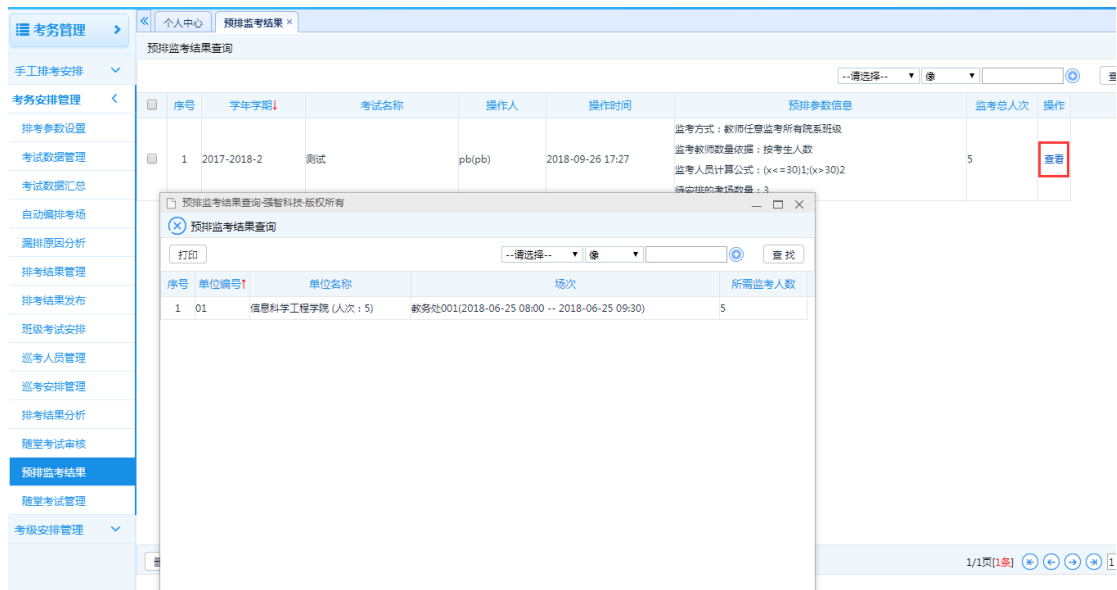 考务管理
个人中心 预排监考结果 ×
预排监考结果查询
手工排考安排
--请选择-- 像
考务安排管理
序号 学年学期 考试名称 操作人 操作时间 预排参数信息 监考总人次 操作
排考参数设置
考试数据管理
考试数据汇总
1 2017-2018-2 测试 pb(pb) 2018-09-26 17:27 5 查看
监考方式：教师任意监考所有院系班级
监考教师数量依据：按考生人数
监考人员计算公式：(x<=30)1;(x>30)2
待安排的考场数量：3
自动编排考场
漏排原因分析
排考结果管理
排考结果发布
班级考试安排
巡考人员管理
巡考安排管理
排考结果分析
随堂考试审核
预排监考结果
随堂考试管理
考级安排管理
预排监考结果查询-强智科技·版权所有
预排监考结果查询
打印 --请选择-- 像 查 找
序号 单位编号 单位名称 场次 所需监考人数
1 01 信息科学工程学院 (人次：5) 教务处001(2018-06-25 08:00 -- 2018-06-25 09:30) 5
1/1页[1条] 1